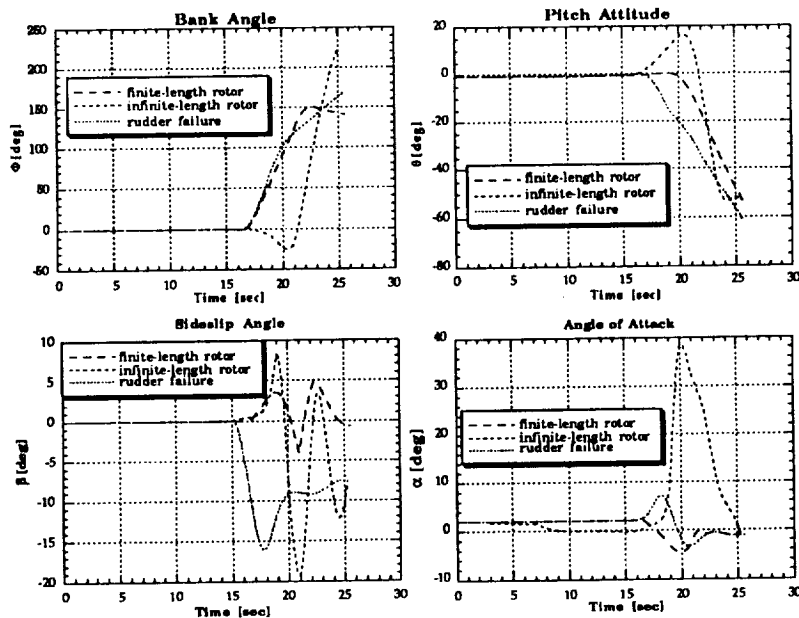 Bank Angle
250
200
150
100
50
0
-50
Φ [deg]
finite-length rotor
infinite-length rotor
rudder failure
0 5 10 15 20 25 30
Time [sec]
Pitch Attitude
20
0
-20
-40
-60
-80
θ [deg]
finite-length rotor
infinite-length rotor
rudder failure
0 5 10 15 20 25 30
Time [sec]
Sideslip Angle
10
5
0
-5
-10
-15
-20
β [deg]
finite-length rotor
infinite-length rotor
rudder failure
0 5 10 15 20 25 30
Time [sec]
Angle of Attack
40
30
20
10
0
-10
α [deg]
finite-length rotor
infinite-length rotor
rudder failure
0 5 10 15 20 25 30
Time [sec]